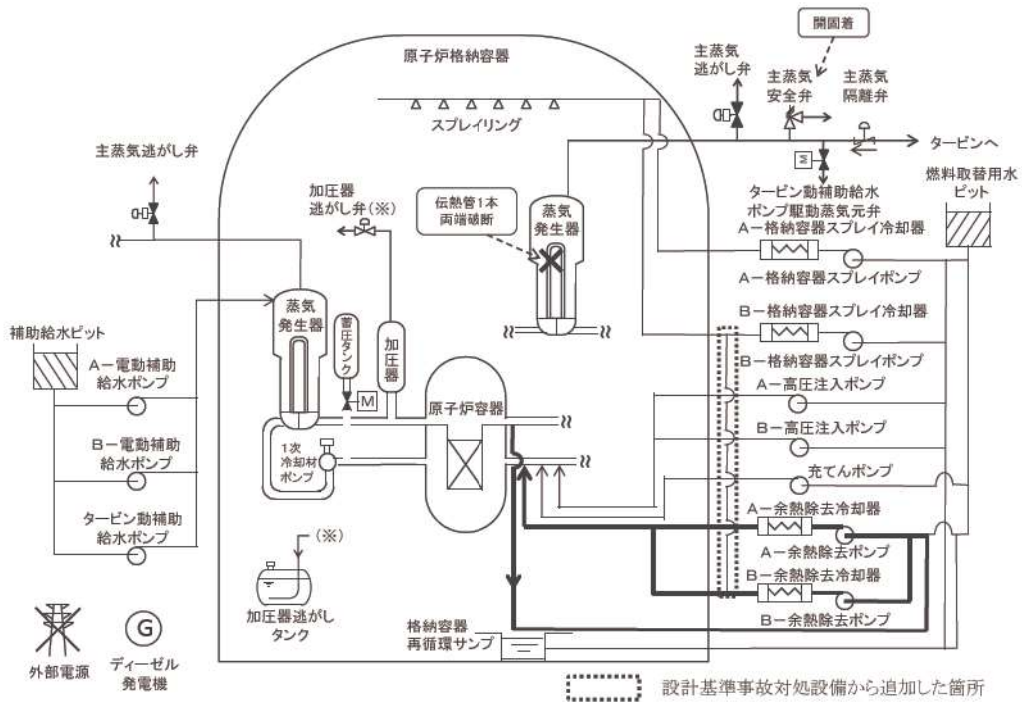 開固着
原子炉格納容器
主蒸気
逃がし弁
主蒸気
安全弁
主蒸気
隔離弁
スプレイリング
タービンへ
主蒸気逃がし弁
加圧器
逃がし弁(※)
伝熱管1本
両端破断
蒸気
発生器
M
タービン動補助給水
ポンプ駆動蒸気元弁
燃料取替用水
ピット
A-格納容器スプレイ冷却器
A-格納容器スプレイポンプ
蒸気
発生器
蓄圧タンク
加圧器
M
B-格納容器スプレイ冷却器
B-格納容器スプレイポンプ
補助給水ピット
A-電動補助
給水ポンプ
原子炉容器
A-高圧注入ポンプ
B-高圧注入ポンプ
B-電動補助
給水ポンプ
1次
冷却材
ポンプ
充てんポンプ
A-余熱除去冷却器
A-余熱除去ポンプ
タービン動補助
給水ポンプ
(※)
B-余熱除去冷却器
B-余熱除去ポンプ
加圧器逃がし
タンク
格納容器
再循環サンプ
外部電源
G
ディーゼル
発電機
設計基準事故対処設備から追加した箇所